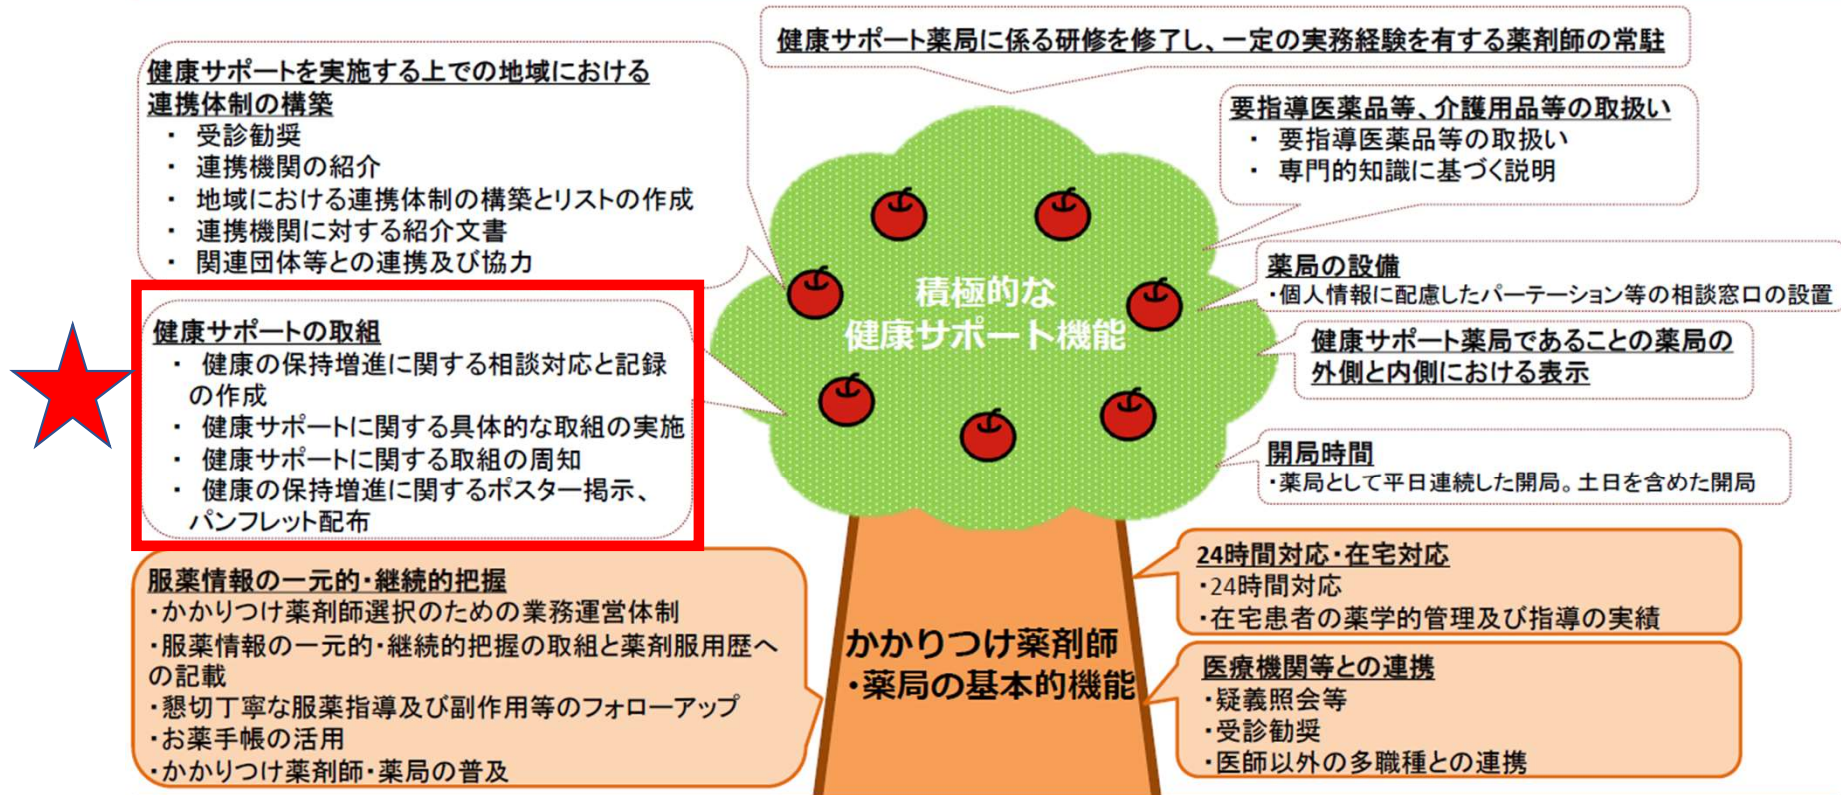 健康サポート薬局に係る研修を修了し、一定の実務経験を有する薬剤師の常駐
健康サポートを実施する上での地域における
連携体制の構築
・ 受診勧奨
・ 連携機関の紹介
・ 地域における連携体制の構築とリストの作成
・ 連携機関に対する紹介文書
・ 関連団体等との連携及び協力
要指導医薬品等、介護用品等の取扱い
・ 要指導医薬品等の取扱い
・ 専門的知識に基づく説明
薬局の設備
・個人情報に配慮したパーテーション等の相談窓口の設置
積極的な
健康サポート機能
健康サポートの取組
・ 健康の保持増進に関する相談対応と記録
の作成
・ 健康サポートに関する具体的な取組の実施
・ 健康サポートに関する取組の周知
・ 健康の保持増進に関するポスター掲示、
パンフレット配布
健康サポート薬局であることの薬局の
外側と内側における表示
開局時間
・薬局として平日連続した開局。土日を含めた開局
服薬情報の一元的・継続的把握
・かかりつけ薬剤師選択のための業務運営体制
・服薬情報の一元的・継続的把握の取組と薬剤服用歴へ
の記載
・懇切丁寧な服薬指導及び副作用等のフォローアップ
・お薬手帳の活用
・かかりつけ薬剤師・薬局の普及
かかりつけ薬剤師
・薬局の基本的機能
24時間対応・在宅対応
・24時間対応
・在宅患者の薬学的管理及び指導の実績
医療機関等との連携
・疑義照会等
・受診勧奨
・医師以外の多職種との連携